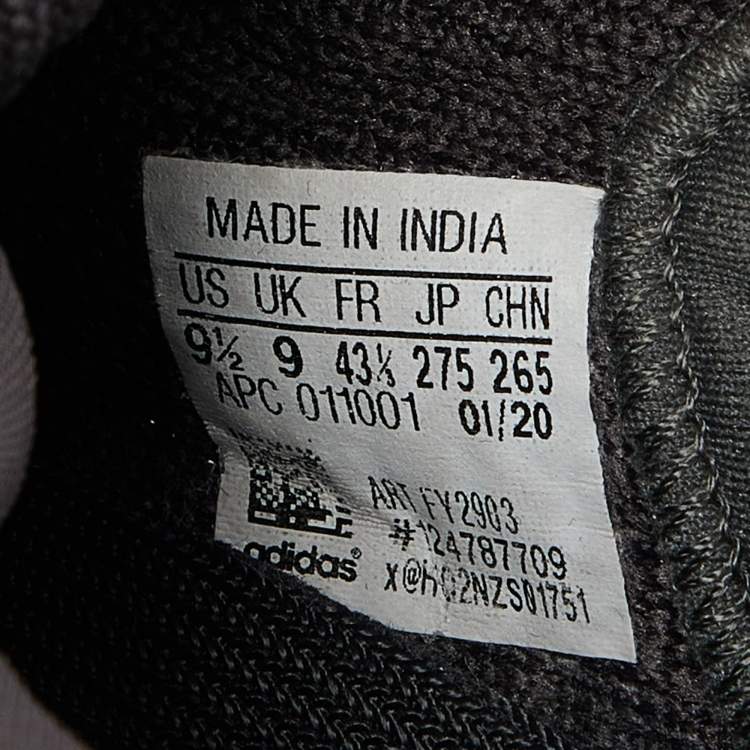 MADE IN INDIA
US UK FR JP CHN
9½ 9 43⅓ 275 265
APC 011001 01/20
ART FY2903
#124787709
adidas®